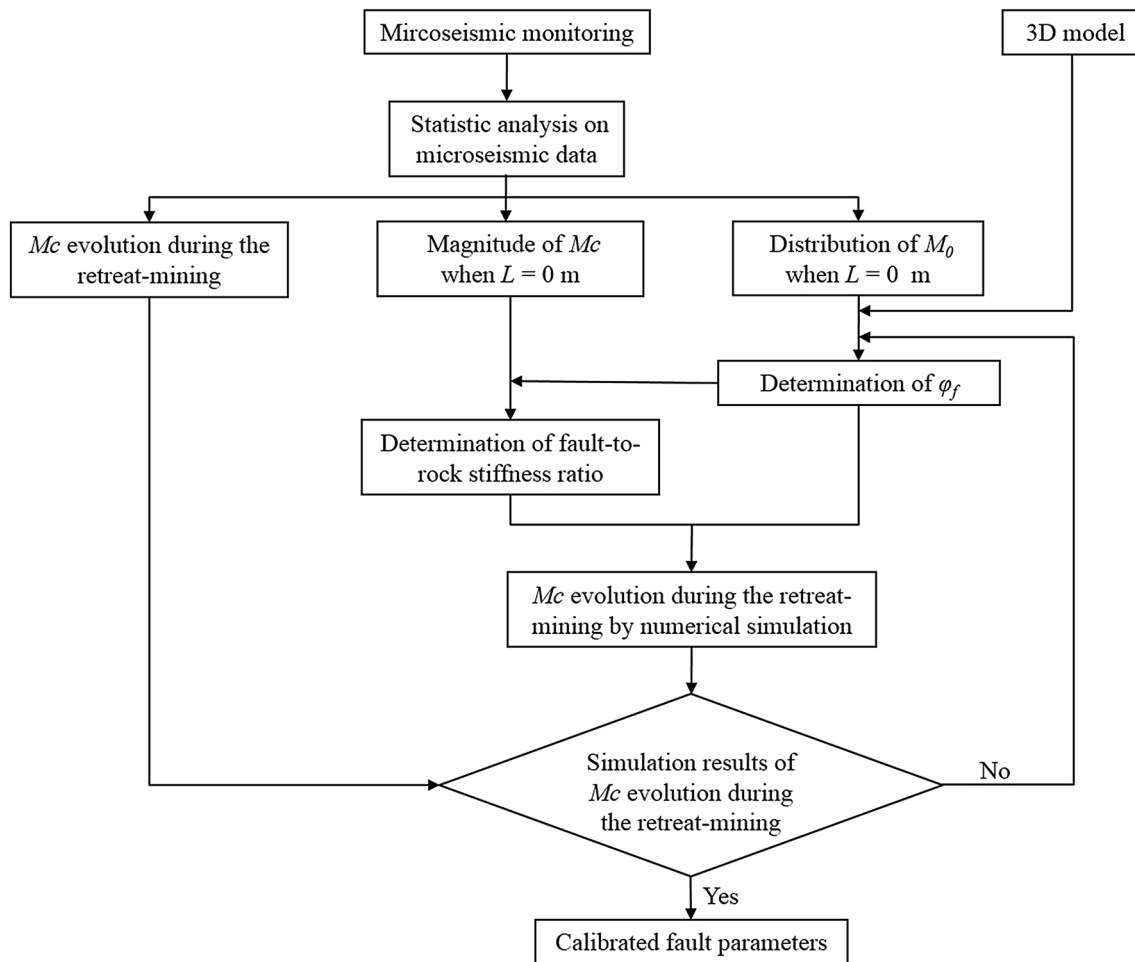 Mircoseismic monitoring
3D model
Statistic analysis on
microseismic data
Mc evolution during the
retreat-mining
Magnitude of Mc
when L = 0 m
Distribution of M₀
when L = 0 m
Determination of φf
Determination of fault-to-
rock stiffness ratio
Mc evolution during the retreat-
mining by numerical simulation
Simulation results of
Mc evolution during
the retreat-mining
No
Yes
Calibrated fault parameters